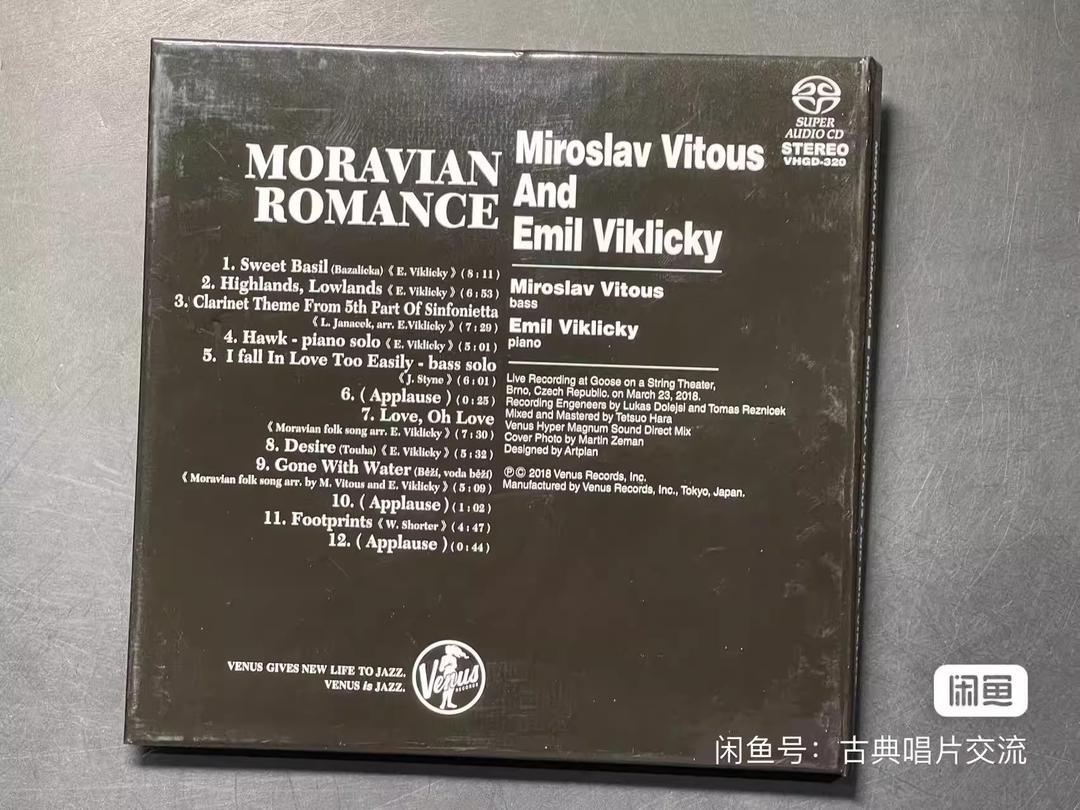 MORAVIAN
ROMANCE
1. Sweet Basil (Bazalicka)《 E. Viklicky 》( 8 : 11 )
2. Highlands, Lowlands《 E. Viklicky 》( 6 : 53 )
3. Clarinet Theme From 5th Part Of Sinfonietta
《 L. Janacek, arr. E.Viklicky 》( 7 : 29 )
4. Hawk - piano solo《 E. Viklicky 》( 5 : 01 )
5. I fall In Love Too Easily - bass solo
《 J. Styne 》( 6 : 01 )
6. ( Applause ) ( 0 : 25 )
7. Love, Oh Love
《 Moravian folk song arr. E. Viklicky 》( 7 : 30 )
8. Desire (Touha)《 E. Viklicky 》( 5 : 32 )
9. Gone With Water (Běží, voda běží)
《 Moravian folk song arr. by M. Vitous and E. Viklicky 》( 5 : 09 )
10. ( Applause ) ( 1 : 02 )
11. Footprints《 W. Shorter 》( 4 : 47 )
12. ( Applause ) ( 0 : 44 )
VENUS GIVES NEW LIFE TO JAZZ.
VENUS is JAZZ.
Venus
RECORDS
Miroslav Vitous
And
Emil Viklicky
Miroslav Vitous
bass
Emil Viklicky
piano
Live Recording at Goose on a String Theater,
Brno, Czech Republic. on March 23, 2018.
Recording Engeneers by Lukas Dolejsi and Tomas Reznicek
Mixed and Mastered by Tetsuo Hara
Venus Hyper Magnum Sound Direct Mix
Cover Photo by Martin Zeman
Designed by Artplan
℗© 2018 Venus Records, Inc.
Manufactured by Venus Records, Inc., Tokyo, Japan.
SUPER
AUDIO CD
STEREO
VHGD-320
闲鱼
闲鱼号：古典唱片交流